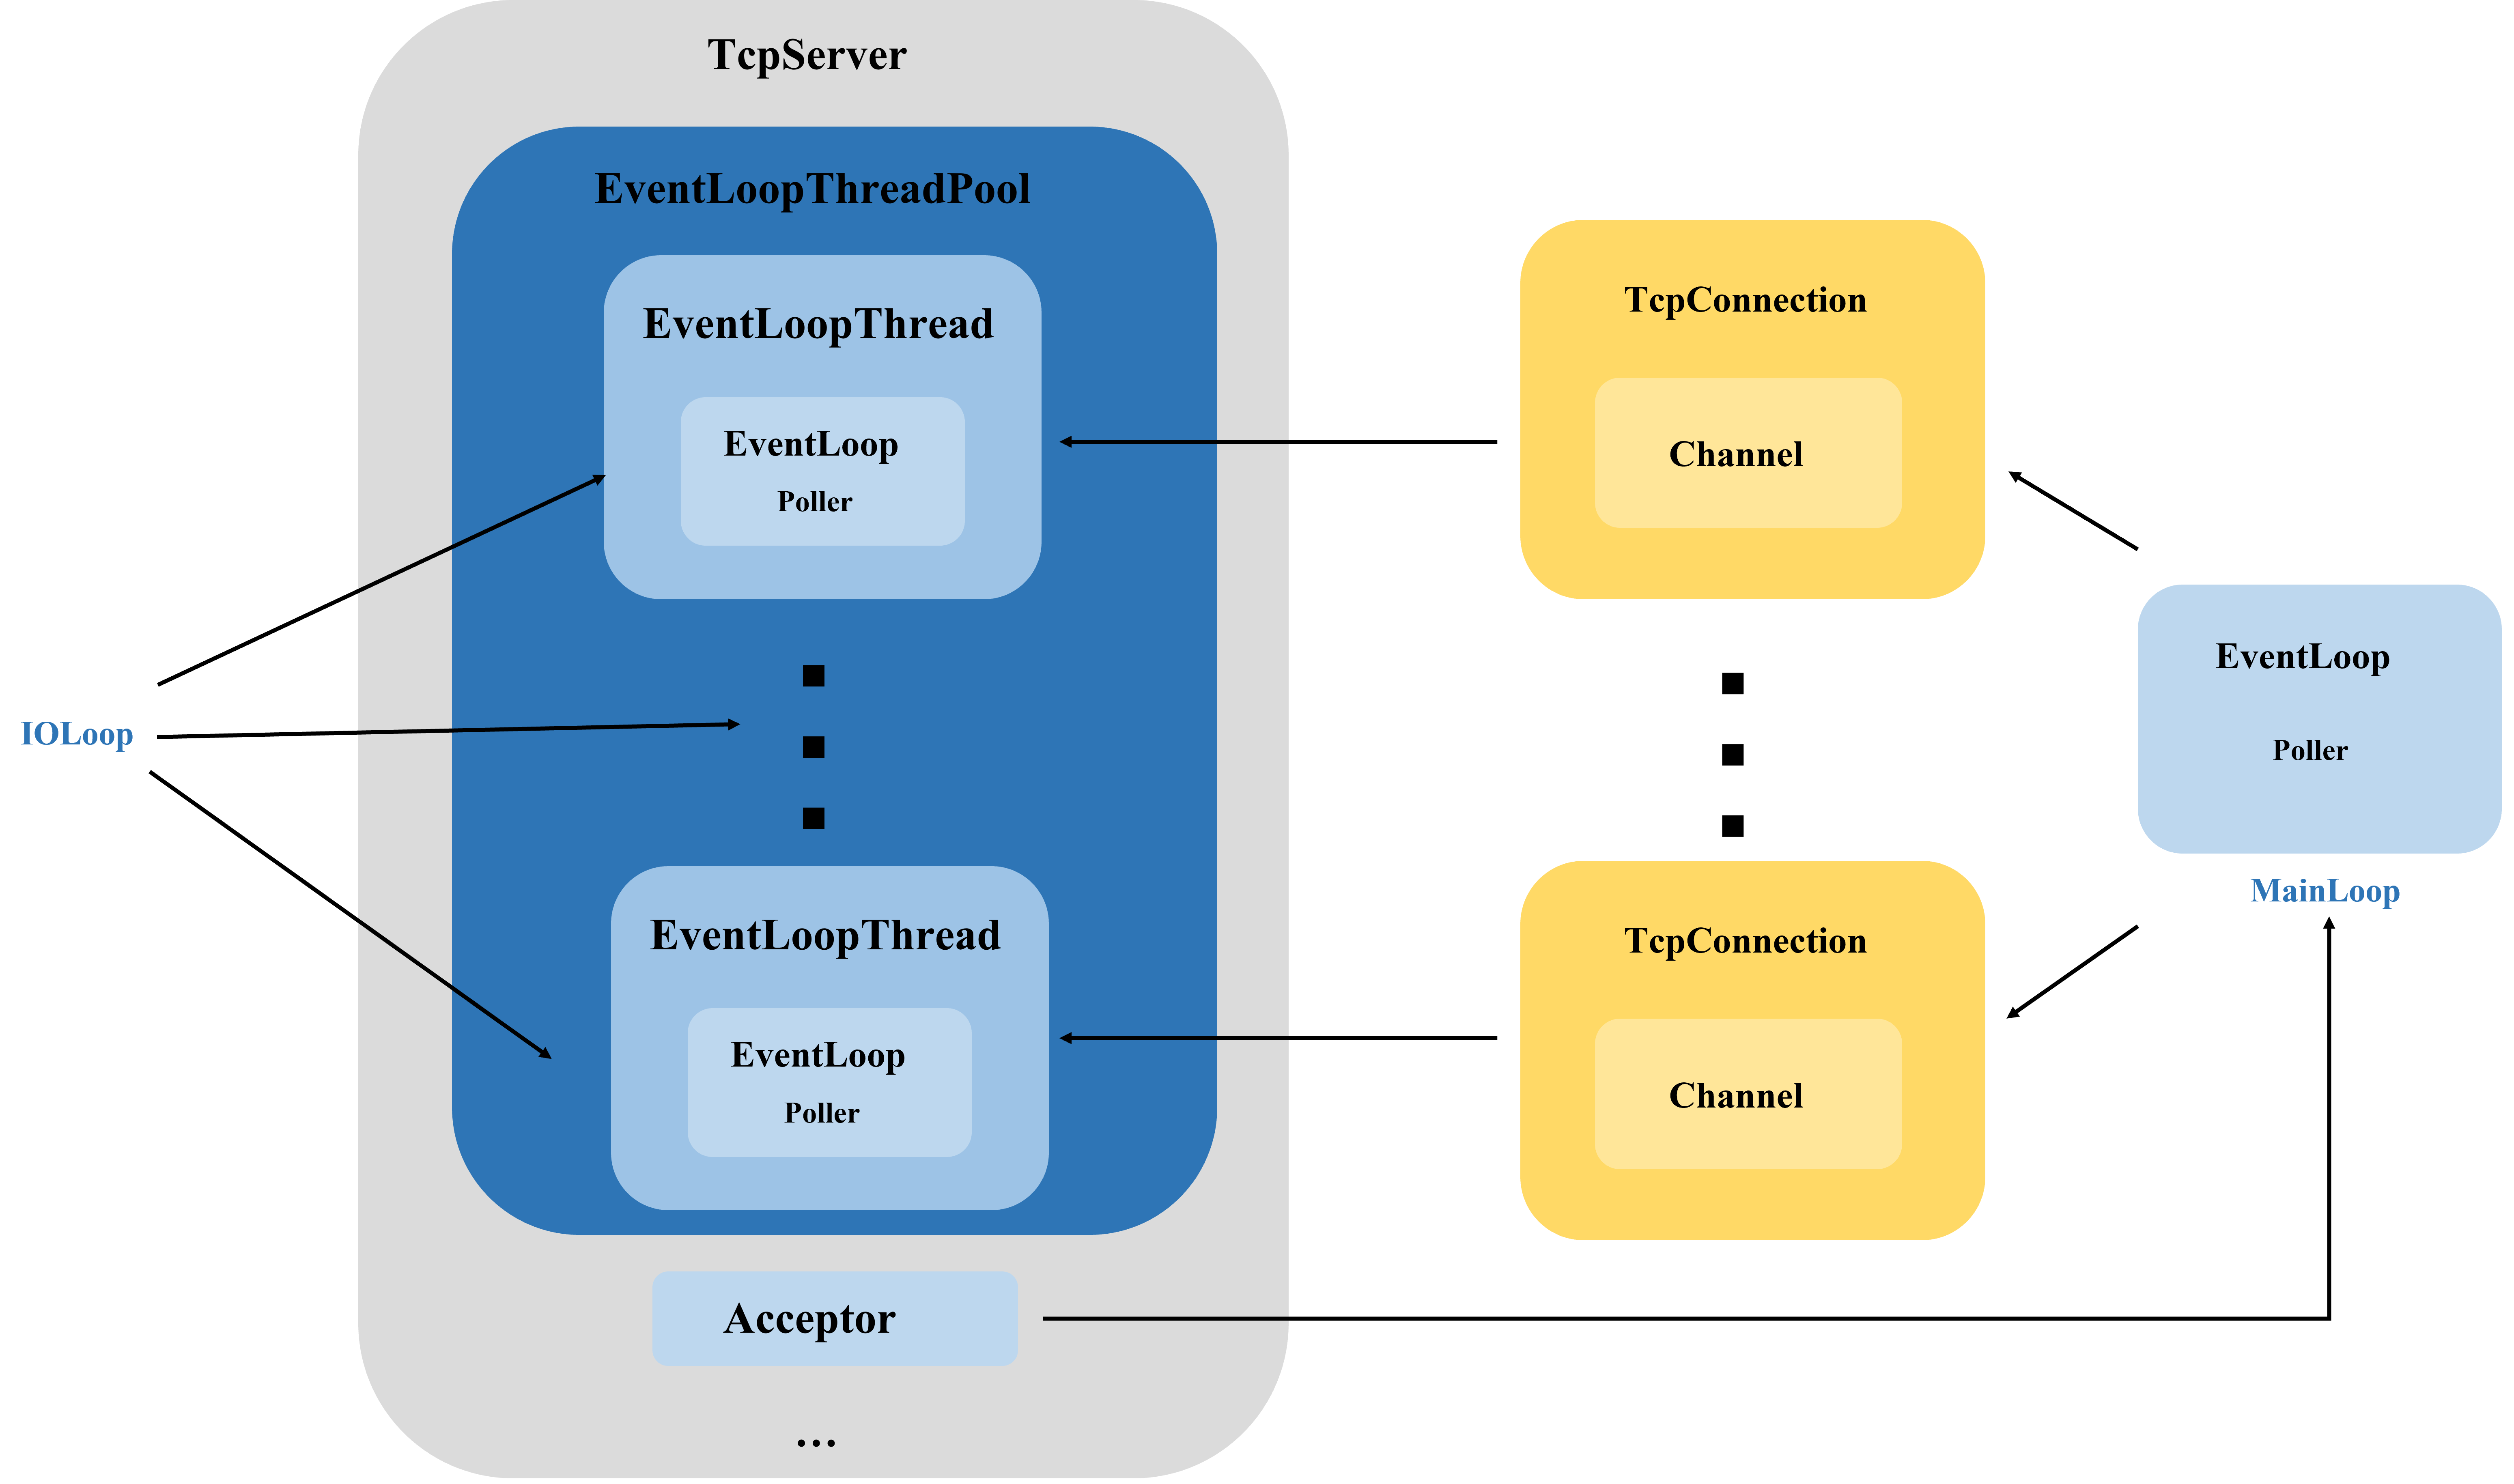 TcpServer
EventLoopThreadPool
EventLoopThread
EventLoop
Poller
EventLoopThread
EventLoop
Poller
Acceptor
...
IOLoop
TcpConnection
Channel
TcpConnection
Channel
EventLoop
Poller
MainLoop